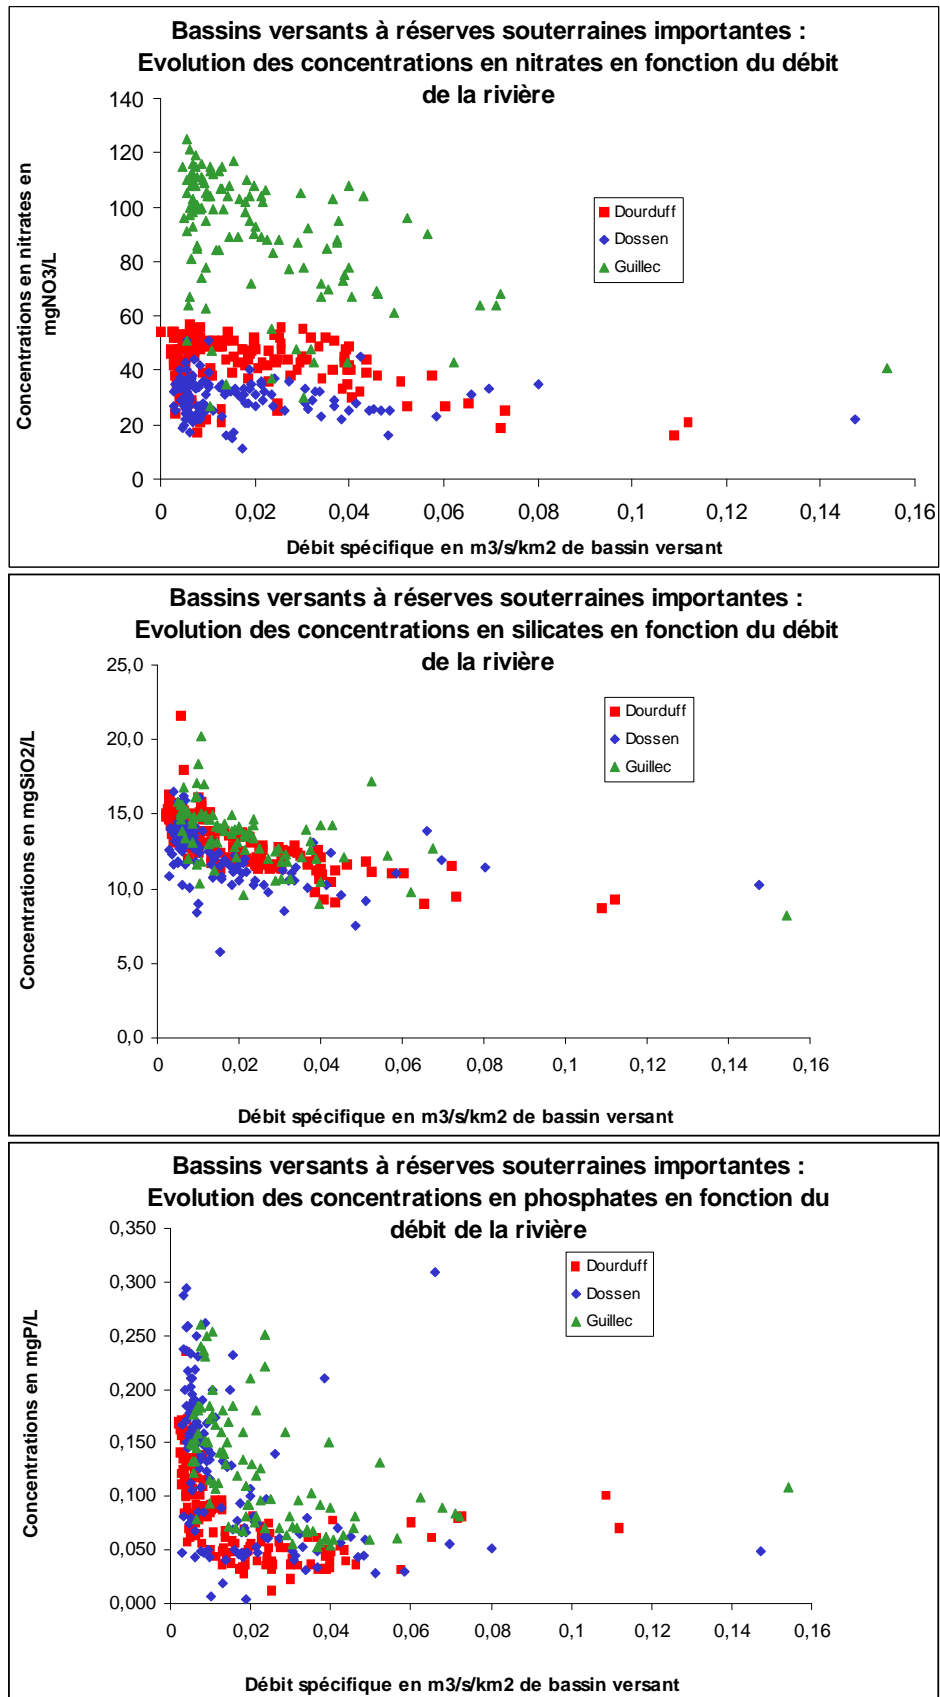 Bassins versants à réserves souterraines importantes :
Evolution des concentrations en nitrates en fonction du débit
de la rivière
140
120
100
80
60
40
20
0
Concentrations en nitrates en
mgNO3/L
Dourduff
Dossen
Guillec
0 0,02 0,04 0,06 0,08 0,1 0,12 0,14 0,16
Débit spécifique en m3/s/km2 de bassin versant
Bassins versants à réserves souterraines importantes :
Evolution des concentrations en silicates en fonction du débit
de la rivière
25,0
20,0
15,0
10,0
5,0
0,0
Concentrations en mgSiO2/L
Dourduff
Dossen
Guillec
0 0,02 0,04 0,06 0,08 0,1 0,12 0,14 0,16
Débit spécifique en m3/s/km2 de bassin versant
Bassins versants à réserves souterraines importantes :
Evolution des concentrations en phosphates en fonction du
débit de la rivière
0,350
0,300
0,250
0,200
0,150
0,100
0,050
0,000
Concentrations en mgP/L
Dourduff
Dossen
Guillec
0 0,02 0,04 0,06 0,08 0,1 0,12 0,14 0,16
Débit spécifique en m3/s/km2 de bassin versant